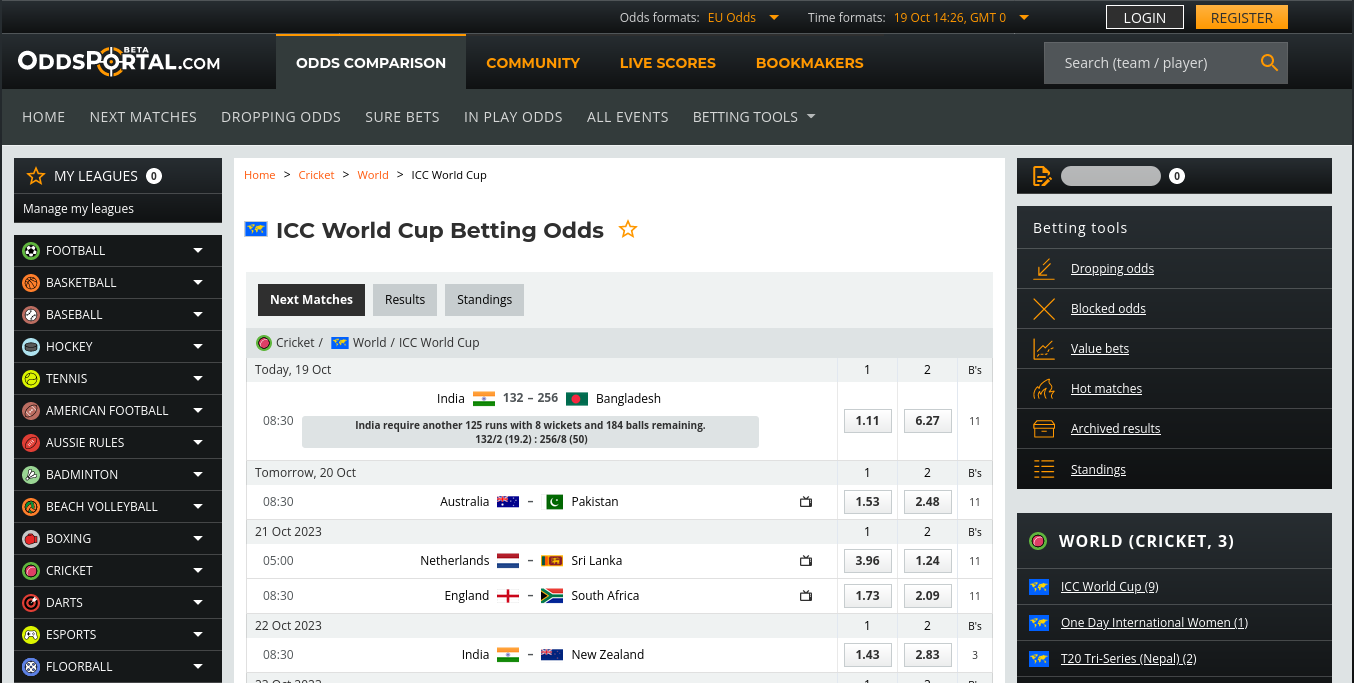 Odds formats: EU Odds Time formats: 19 Oct 14:26, GMT 0 LOGIN REGISTER
ODDSPORTAL.COM BETA
ODDS COMPARISON COMMUNITY LIVE SCORES BOOKMAKERS Search (team / player)
HOME NEXT MATCHES DROPPING ODDS SURE BETS IN PLAY ODDS ALL EVENTS BETTING TOOLS
MY LEAGUES 0
Manage my leagues
FOOTBALL
BASKETBALL
BASEBALL
HOCKEY
TENNIS
AMERICAN FOOTBALL
AUSSIE RULES
BADMINTON
BEACH VOLLEYBALL
BOXING
CRICKET
DARTS
ESPORTS
FLOORBALL
Home > Cricket > World > ICC World Cup
ICC World Cup Betting Odds
Next Matches Results Standings
Cricket / World / ICC World Cup
Today, 19 Oct 1 2 B's
India 132 – 256 Bangladesh
08:30 1.11 6.27 11
India require another 125 runs with 8 wickets and 184 balls remaining.
132/2 (19.2) : 256/8 (50)
Tomorrow, 20 Oct 1 2 B's
08:30 Australia – Pakistan 1.53 2.48 11
21 Oct 2023 1 2 B's
05:00 Netherlands – Sri Lanka 3.96 1.24 11
08:30 England – South Africa 1.73 2.09 11
22 Oct 2023 1 2 B's
08:30 India – New Zealand 1.43 2.83 3
0
Betting tools
Dropping odds
Blocked odds
Value bets
Hot matches
Archived results
Standings
WORLD (CRICKET, 3)
ICC World Cup (9)
One Day International Women (1)
T20 Tri-Series (Nepal) (2)